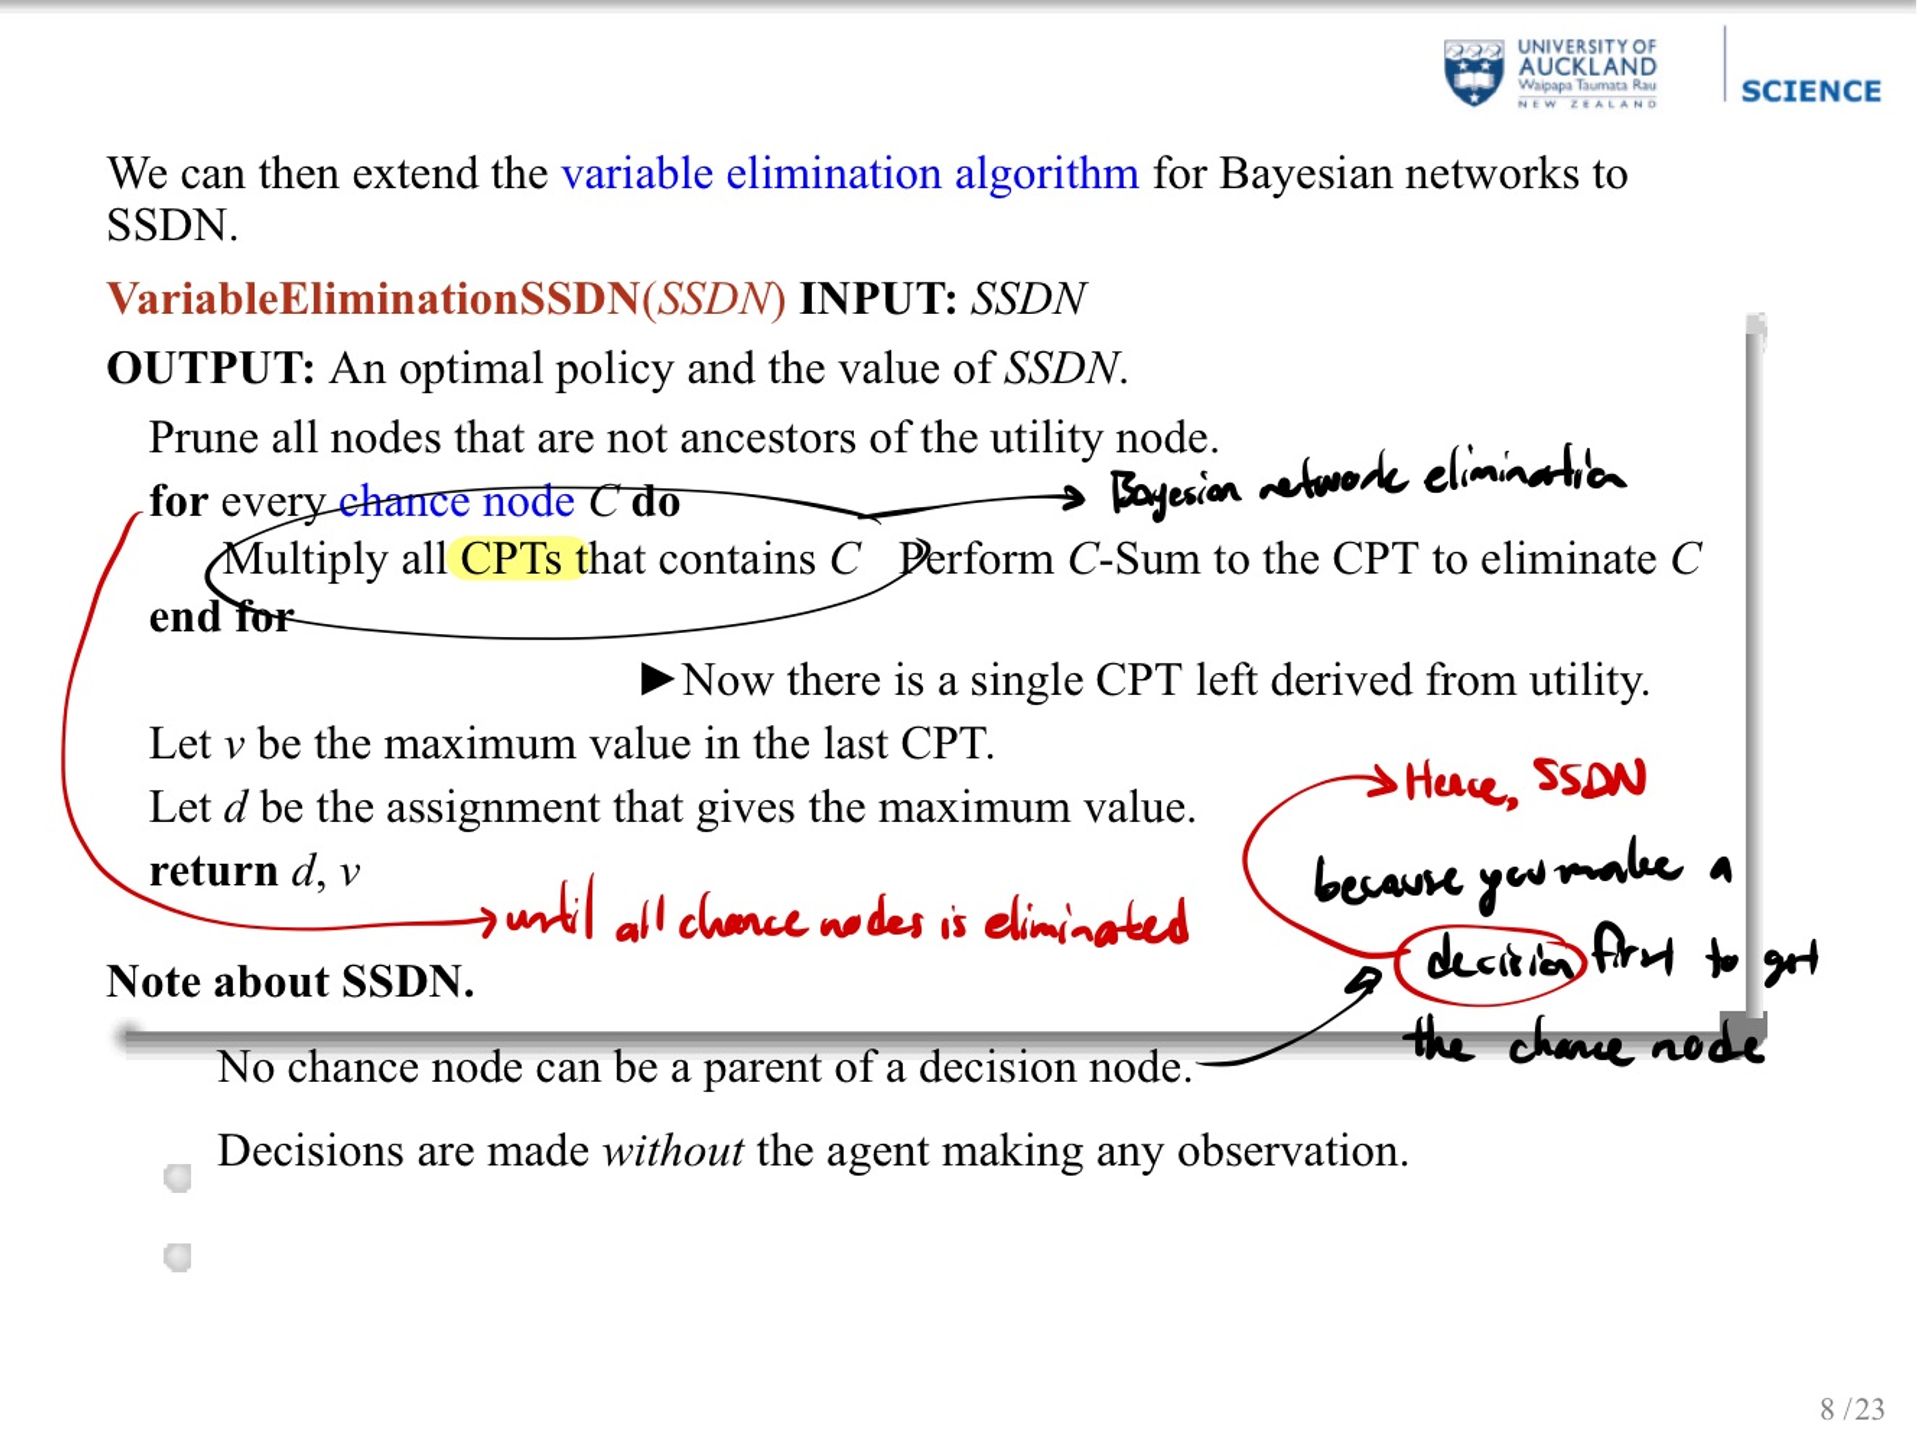 UNIVERSITY OF
AUCKLAND
Waipapa Taumata Rau
NEW ZEALAND
SCIENCE
We can then extend the variable elimination algorithm for Bayesian networks to
SSDN.
VariableEliminationSSDN(SSDN) INPUT: SSDN
OUTPUT: An optimal policy and the value of SSDN.
Prune all nodes that are not ancestors of the utility node.
Bayesian network elimination
for every chance node C do
Multiply all CPTs that contains C Perform C-Sum to the CPT to eliminate C
end for
►Now there is a single CPT left derived from utility.
Let v be the maximum value in the last CPT.
Hence, SSDN
Let d be the assignment that gives the maximum value.
return d, v
because you make a
until all chance nodes is eliminated
decision first to get
Note about SSDN.
the chance node
No chance node can be a parent of a decision node.
Decisions are made without the agent making any observation.
8 / 23